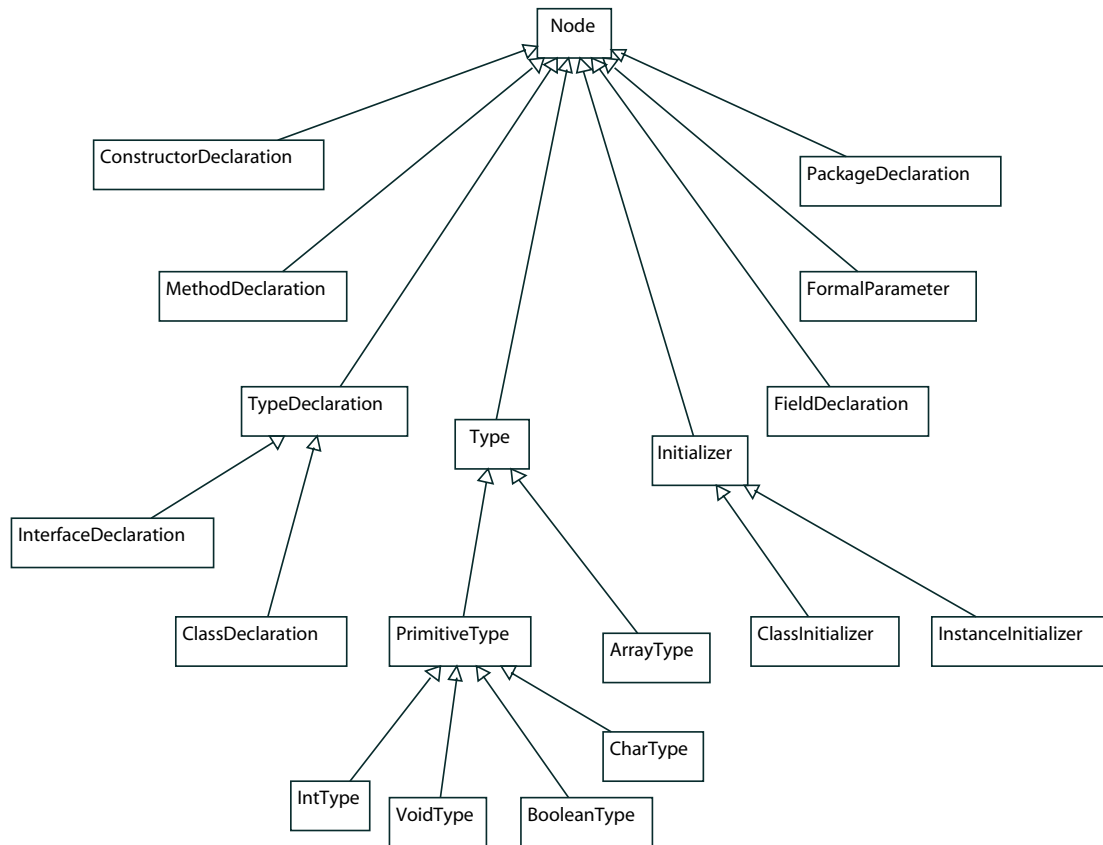 Node
ConstructorDeclaration
PackageDeclaration
MethodDeclaration
FormalParameter
TypeDeclaration
FieldDeclaration
Type
Initializer
InterfaceDeclaration
ClassDeclaration
PrimitiveType
ArrayType
ClassInitializer
InstanceInitializer
CharType
IntType
VoidType
BooleanType